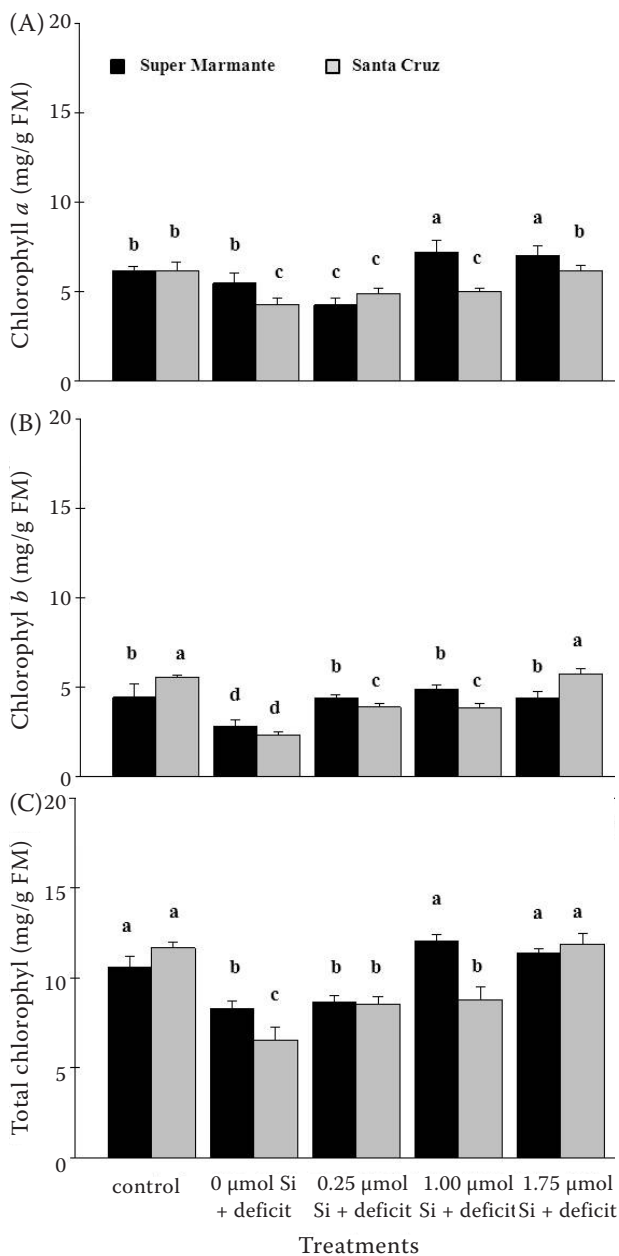 (A)
20
15
10
5
0
Chlorophyll a (mg/g FM)
Super Marmante
Santa Cruz
b
b
b
c
c
c
a
c
a
b
(B)
20
15
10
5
0
Chlorophyl b (mg/g FM)
b
a
d
d
b
c
b
c
b
a
(C)
20
15
10
5
0
Total chlorophyl (mg/g FM)
a
a
b
c
b
b
a
b
a
a
control
0 μmol Si
+ deficit
0.25 μmol
Si + deficit
1.00 μmol
Si + deficit
1.75 μmol
Si + deficit
Treatments